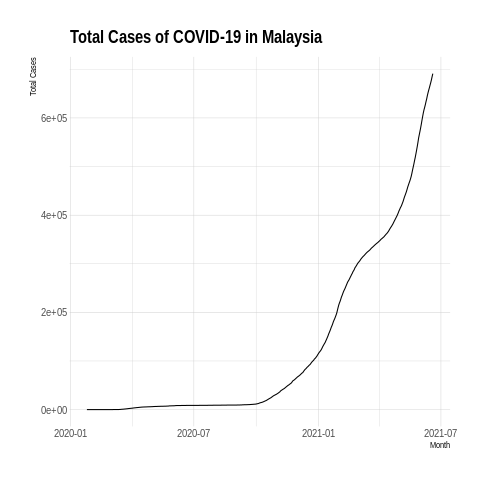 Total Cases of COVID-19 in Malaysia
Total Cases
6e+05
4e+05
2e+05
0e+00
2020-01 2020-07 2021-01 2021-07
Month